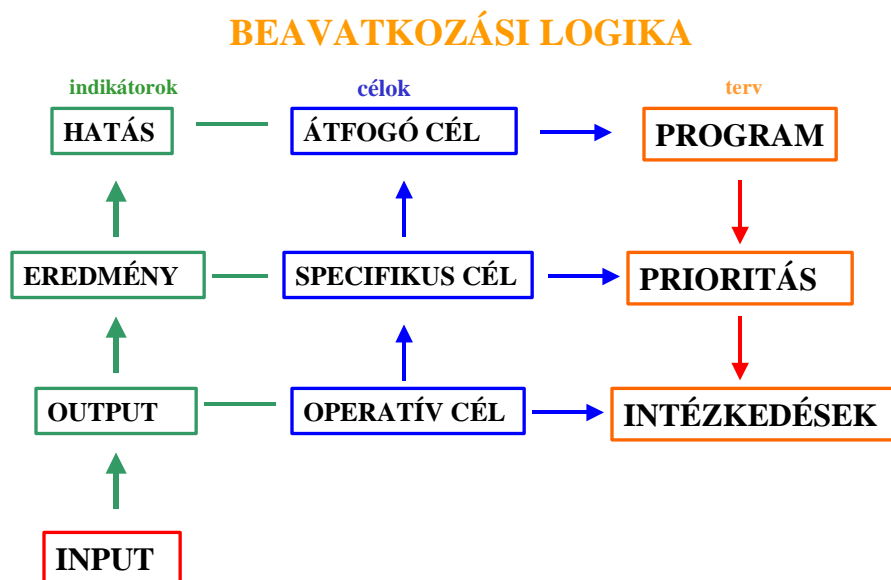 BEAVATKOZÁSI LOGIKA
indikátorok célok terv
HATÁS ÁTFOGÓ CÉL PROGRAM
EREDMÉNY SPECIFIKUS CÉL PRIORITÁS
OUTPUT OPERATÍV CÉL INTÉZKEDÉSEK
INPUT